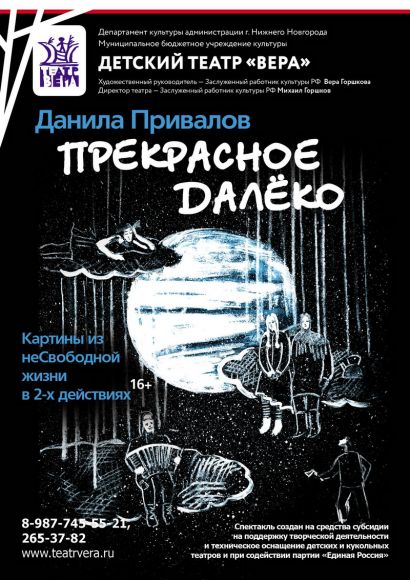 ТЕАТР
ВЕРА
Департамент культуры администрации г. Нижнего Новгорода
Муниципальное бюджетное учреждение культуры
ДЕТСКИЙ ТЕАТР «ВЕРА»
Художественный руководитель — Заслуженный работник культуры РФ Вера Горшкова
Директор театра — Заслуженный работник культуры РФ Михаил Горшков
Данила Привалов
ПРЕКРАСНОЕ
ДАЛЁКО
Картины из
неСвободной
жизни
в 2-х действиях
16+
8-987-745-55-21,
265-37-82
www.teatrvera.ru
Спектакль создан на средства субсидии
на поддержку творческой деятельности
и техническое оснащение детских и кукольных
театров и при содействии партии «Единая Россия»